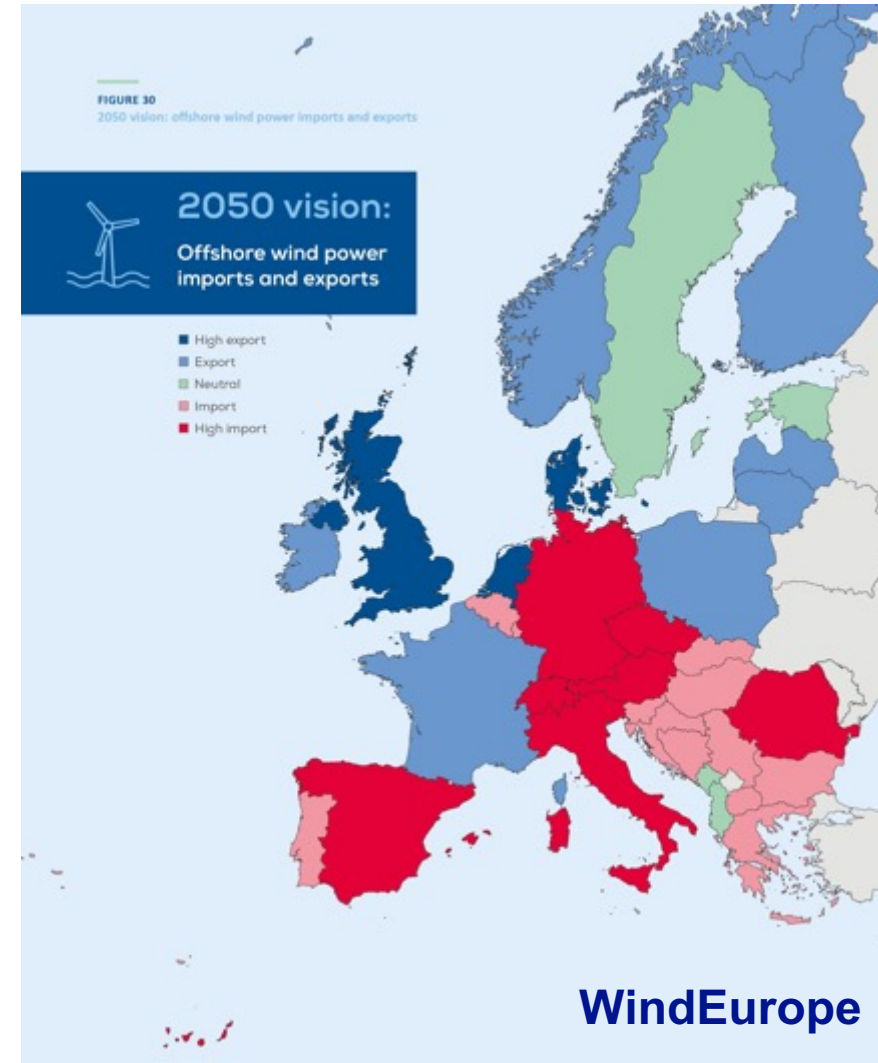 FIGURE 30
2050 vision: offshore wind power imports and exports
2050 vision:
Offshore wind power
imports and exports
High export
Export
Neutral
Import
High import
WindEurope